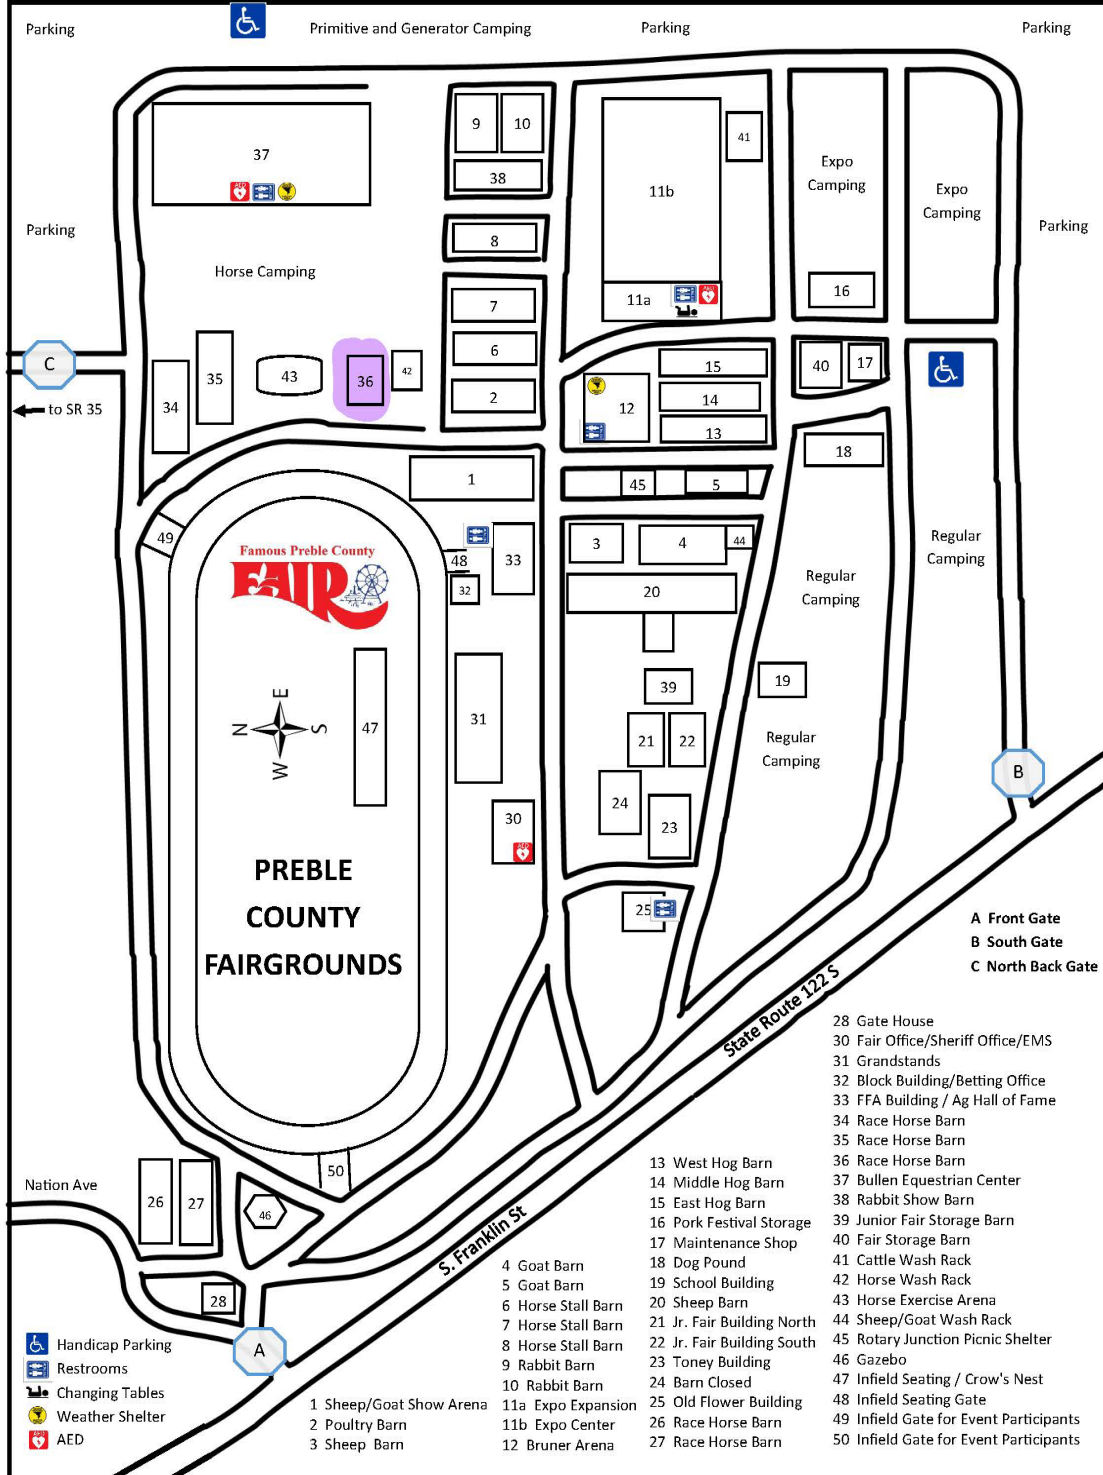 Parking
Primitive and Generator Camping
Parking
Parking
37
AED
9
10
38
11b
41
Expo
Camping
Expo
Camping
Parking
Parking
8
Horse Camping
7
11a
AED
16
C
to SR 35
34
35
43
36
42
6
2
15
14
13
12
40
17
18
1
45
5
49
48
33
32
3
4
44
20
Famous Preble County
FAIR
Regular
Camping
Regular
Camping
N
E
S
W
47
31
39
19
21
22
Regular
Camping
B
24
23
30
AED
25
PREBLE
COUNTY
FAIRGROUNDS
A Front Gate
B South Gate
C North Back Gate
State Route 122 S
S. Franklin St
Nation Ave
26
27
46
50
28
A
Handicap Parking
Restrooms
Changing Tables
Weather Shelter
AED
AED
1 Sheep/Goat Show Arena
2 Poultry Barn
3 Sheep Barn
4 Goat Barn
5 Goat Barn
6 Horse Stall Barn
7 Horse Stall Barn
8 Horse Stall Barn
9 Rabbit Barn
10 Rabbit Barn
11a Expo Expansion
11b Expo Center
12 Bruner Arena
13 West Hog Barn
14 Middle Hog Barn
15 East Hog Barn
16 Pork Festival Storage
17 Maintenance Shop
18 Dog Pound
19 School Building
20 Sheep Barn
21 Jr. Fair Building North
22 Jr. Fair Building South
23 Toney Building
24 Barn Closed
25 Old Flower Building
26 Race Horse Barn
27 Race Horse Barn
28 Gate House
30 Fair Office/Sheriff Office/EMS
31 Grandstands
32 Block Building/Betting Office
33 FFA Building / Ag Hall of Fame
34 Race Horse Barn
35 Race Horse Barn
36 Race Horse Barn
37 Bullen Equestrian Center
38 Rabbit Show Barn
39 Junior Fair Storage Barn
40 Fair Storage Barn
41 Cattle Wash Rack
42 Horse Wash Rack
43 Horse Exercise Arena
44 Sheep/Goat Wash Rack
45 Rotary Junction Picnic Shelter
46 Gazebo
47 Infield Seating / Crow's Nest
48 Infield Seating Gate
49 Infield Gate for Event Participants
50 Infield Gate for Event Participants